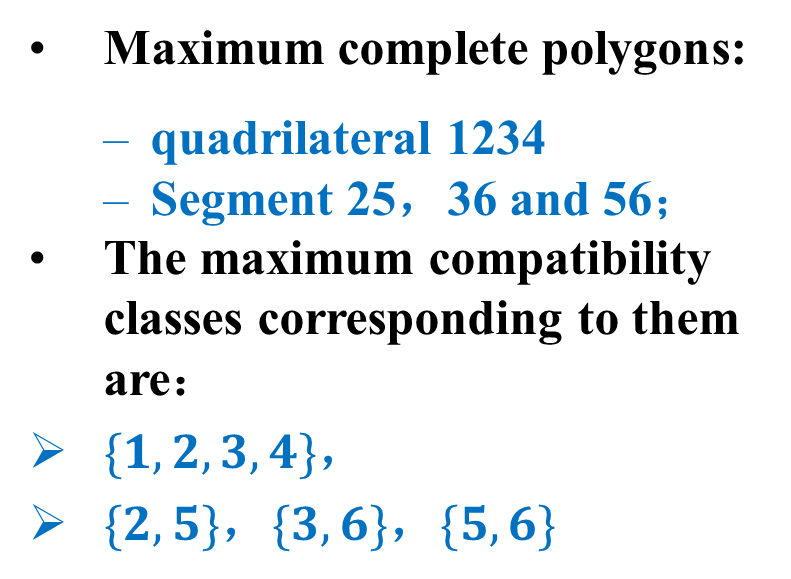 • Maximum complete polygons:
– quadrilateral 1234
– Segment 25，36 and 56；
• The maximum compatibility
classes corresponding to them
are：
➢ {1, 2, 3, 4}，
➢ {2, 5}，{3, 6}，{5, 6}